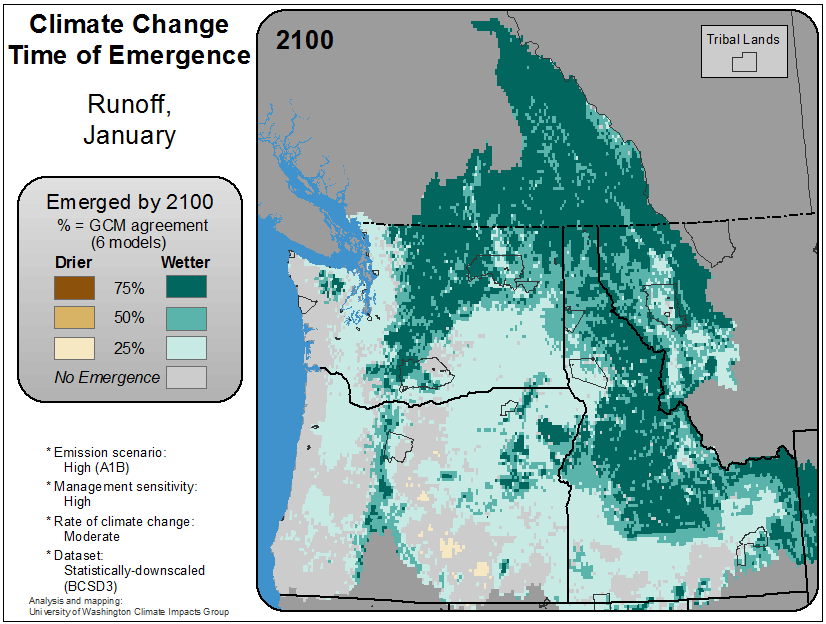 Climate Change
Time of Emergence
Runoff,
January
Emerged by 2100
% = GCM agreement
(6 models)
Drier Wetter
75%
50%
25%
No Emergence
* Emission scenario:
High (A1B)
* Management sensitivity:
High
* Rate of climate change:
Moderate
* Dataset:
Statistically-downscaled
(BCSD3)
Analysis and mapping:
University of Washington Climate Impacts Group
2100
Tribal Lands